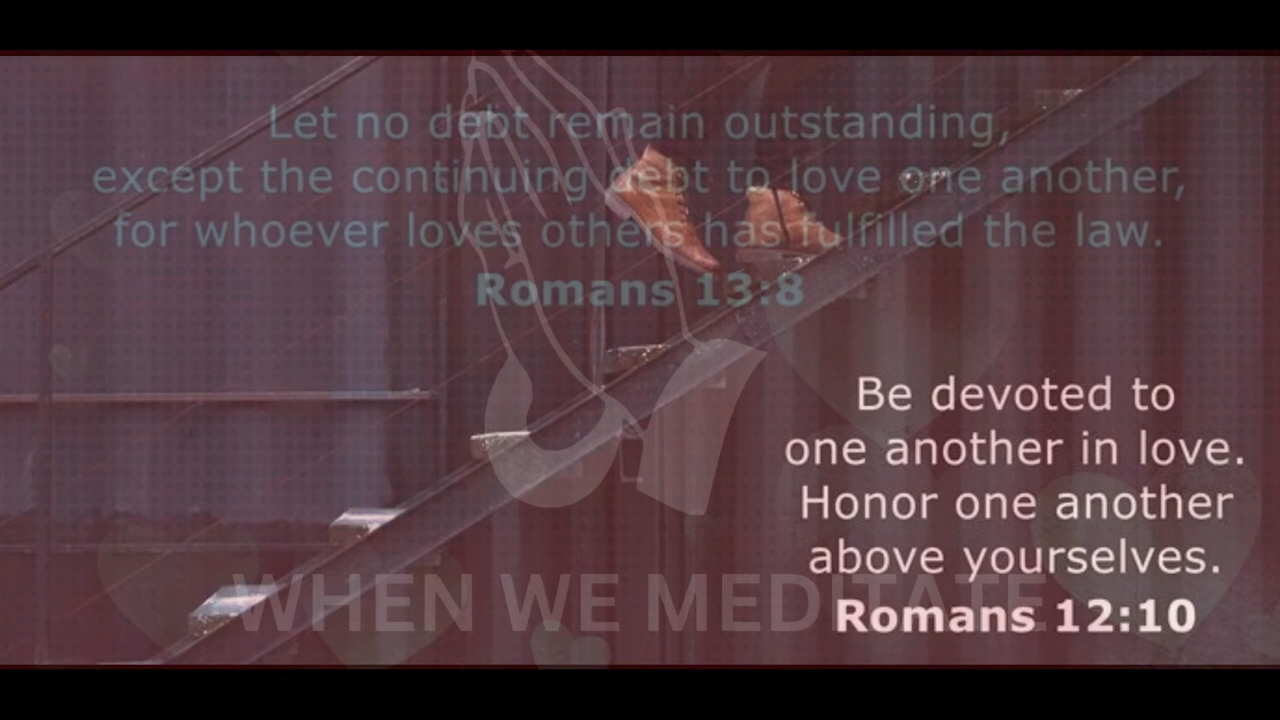 Let no debt remain outstanding,
except the continuing debt to love one another,
for whoever loves others has fulfilled the law.
Romans 13:8
Be devoted to
one another in love.
Honor one another
above yourselves.
Romans 12:10
WHEN WE MEDITATE